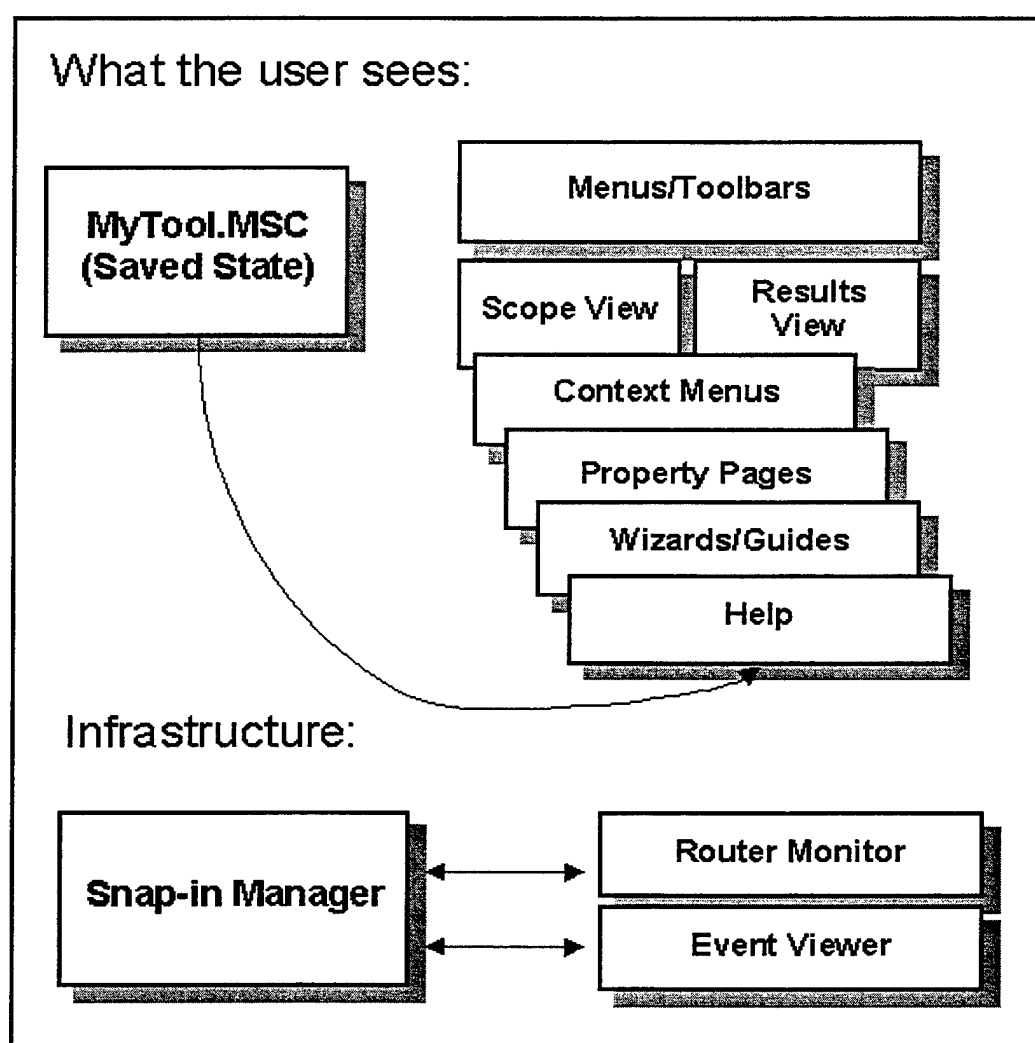 What the user sees:
MyTool.MSC
(Saved State)
Menus/Toolbars
Scope View
Results
View
Context Menus
Property Pages
Wizards/Guides
Help
Infrastructure:
Snap-in Manager
Router Monitor
Event Viewer